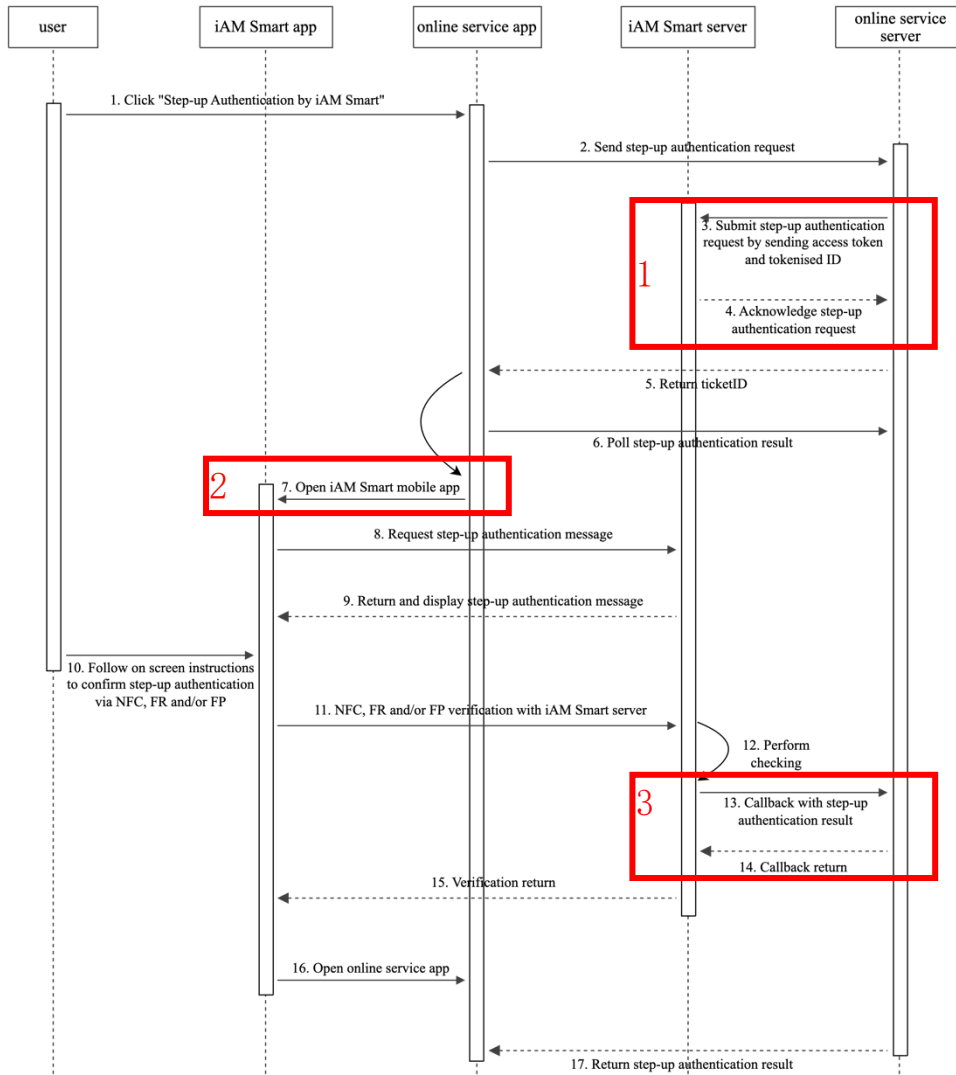 user
iAM Smart app
online service app
iAM Smart server
online service
server
1. Click "Step-up Authentication by iAM Smart"
2. Send step-up authentication request
3. Submit step-up authentication
request by sending access token
and tokenised ID
1
4. Acknowledge step-up
authentication request
5. Return ticketID
6. Poll step-up authentication result
2
7. Open iAM Smart mobile app
8. Request step-up authentication message
9. Return and display step-up authentication message
10. Follow on screen instructions
to confirm step-up authentication
via NFC, FR and/or FP
11. NFC, FR and/or FP verification with iAM Smart server
12. Perform
checking
3
13. Callback with step-up
authentication result
14. Callback return
15. Verification return
16. Open online service app
17. Return step-up authentication result